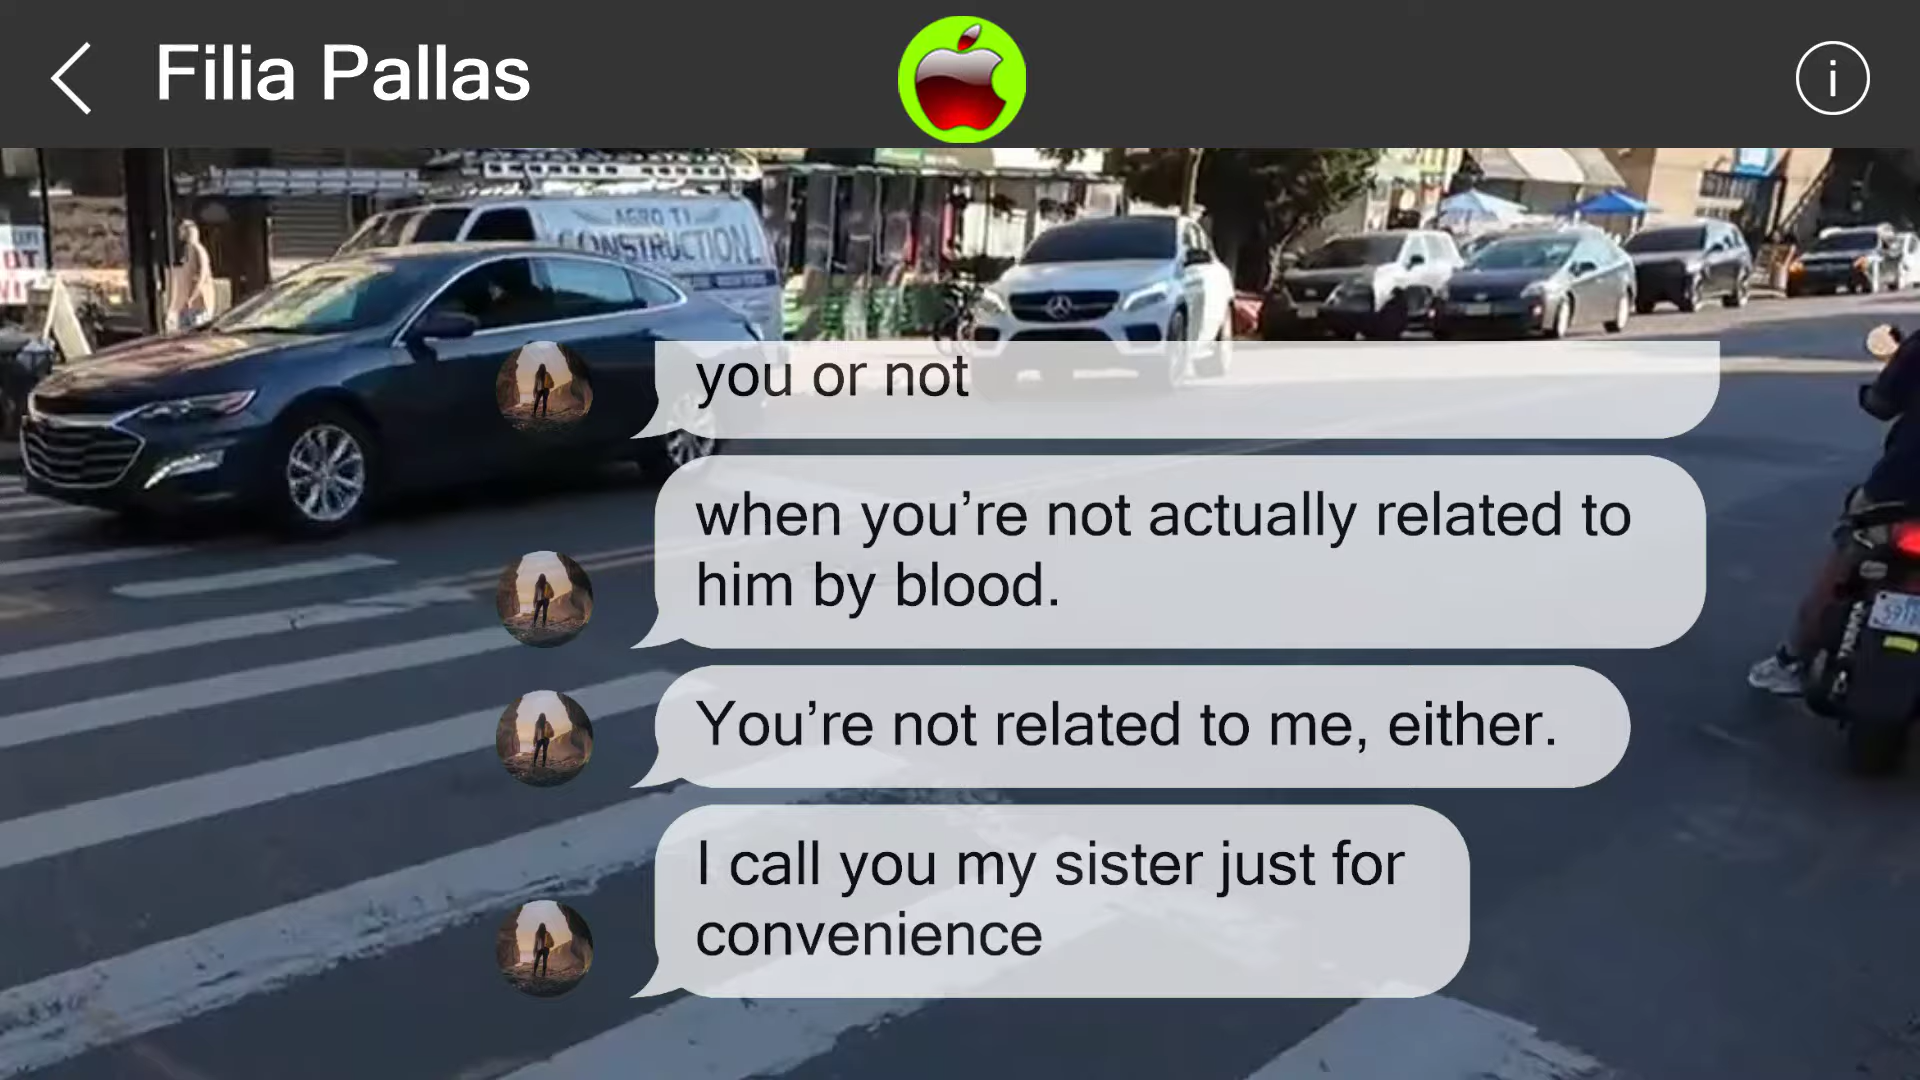 Filia Pallas
i
CONSTRUCTION
you or not
when you’re not actually related to
him by blood.
You’re not related to me, either.
I call you my sister just for
convenience